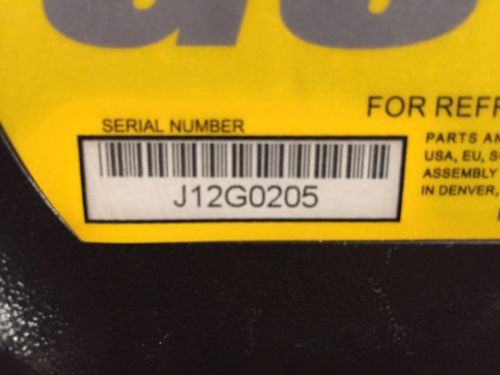 FOR REFR
SERIAL NUMBER
PARTS AN
USA, EU, S
ASSEMBLY
IN DENVER,
J12G0205